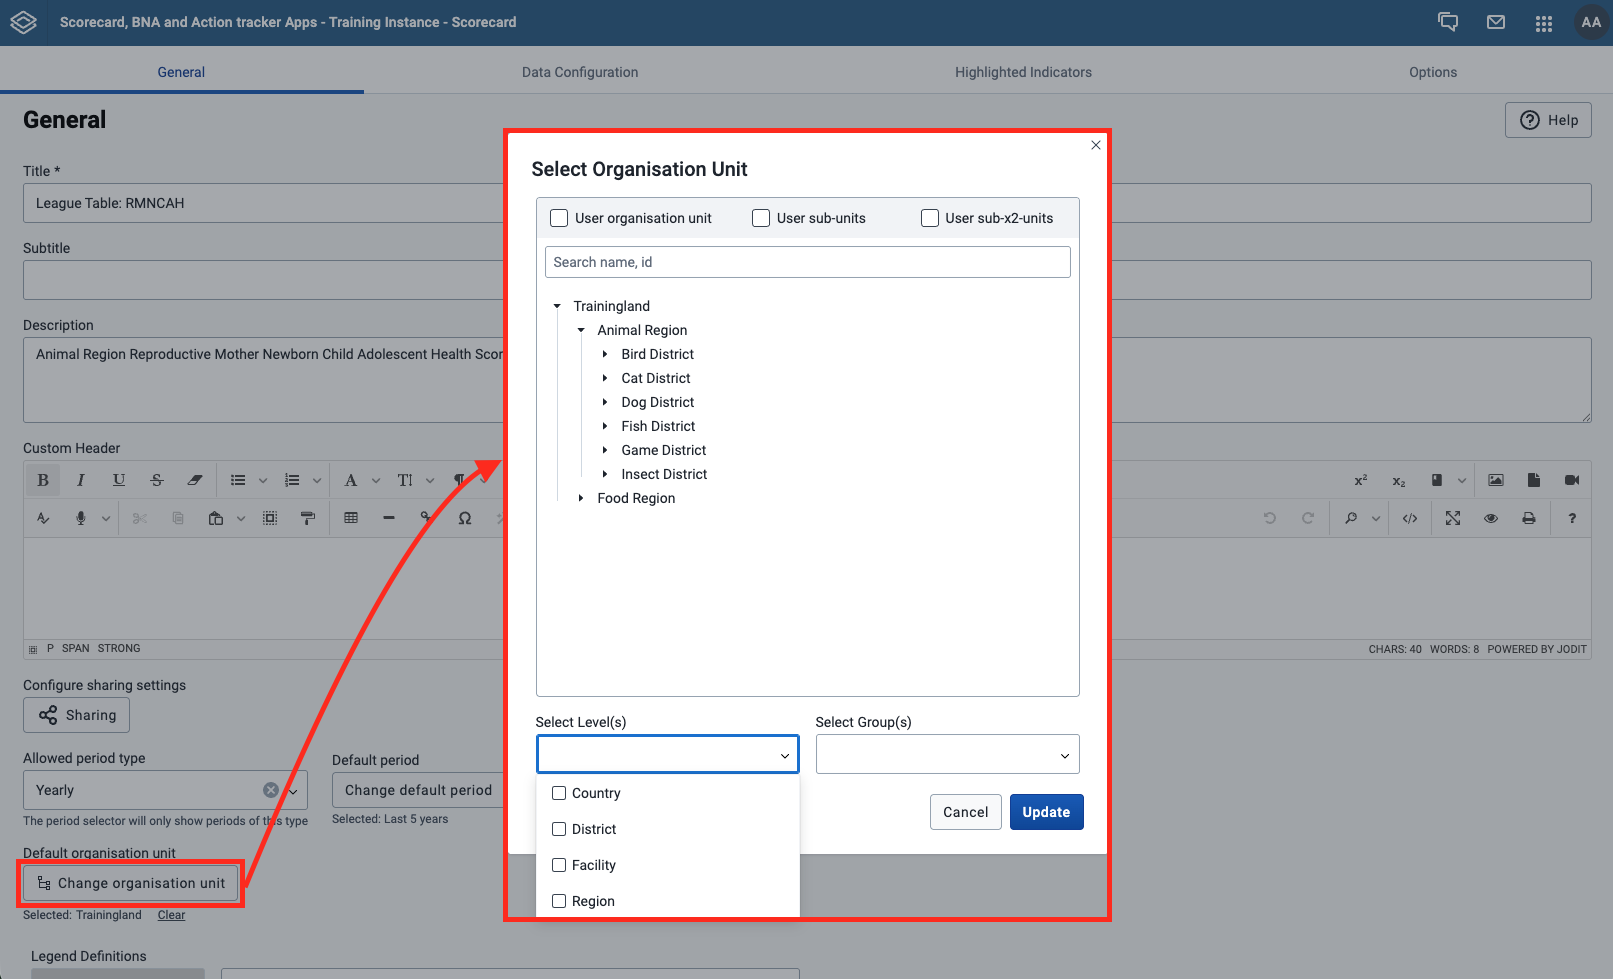 Scorecard, BNA and Action tracker Apps - Training Instance - Scorecard
AA
General
Data Configuration
Highlighted Indicators
Options
General
Help
Title *
League Table: RMNCAH
Subtitle
Description
Animal Region Reproductive Mother Newborn Child Adolescent Health Scor
Custom Header
P SPAN STRONG
CHARS: 40 WORDS: 8 POWERED BY JODIT
Configure sharing settings
Sharing
Allowed period type
Yearly
The period selector will only show periods of this type
Default period
Change default period
Selected: Last 5 years
Default organisation unit
Change organisation unit
Selected: Trainingland Clear
Legend Definitions
Select Organisation Unit
User organisation unit
User sub-units
User sub-x2-units
Search name, id
Trainingland
Animal Region
Bird District
Cat District
Dog District
Fish District
Game District
Insect District
Food Region
Select Level(s)
Select Group(s)
Country
District
Facility
Region
Cancel
Update